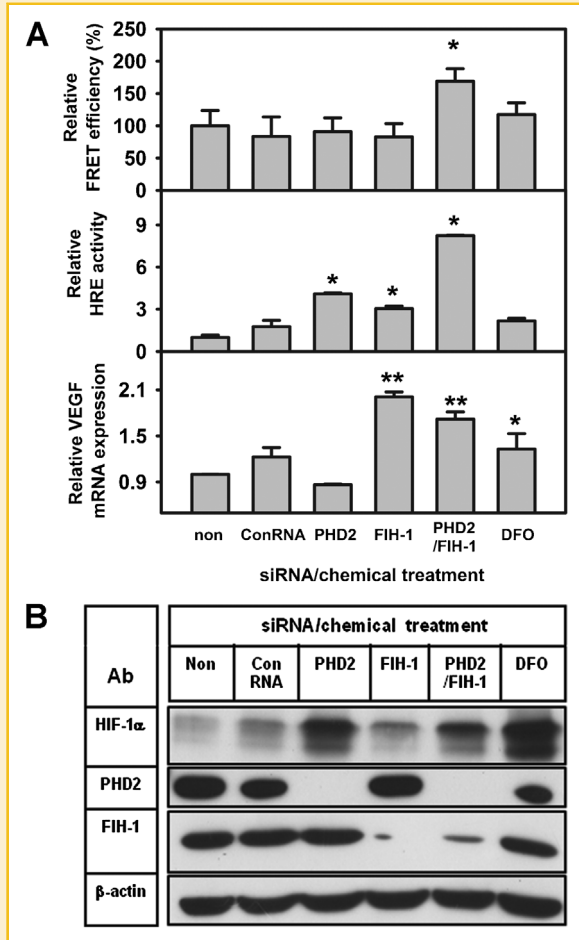 A
Relative
FRET efficiency (%)
250
200
150
100
50
0
*
Relative
HRE activity
9
6
3
0
*
*
*
Relative VEGF
mRNA expression
2.1
1.5
0.9
**
**
*
non ConRNA PHD2 FIH-1 PHD2 /FIH-1 DFO
siRNA/chemical treatment
B
Ab
siRNA/chemical treatment
Non Con RNA PHD2 FIH-1 PHD2 /FIH-1 DFO
HIF-1α
PHD2
FIH-1
β-actin